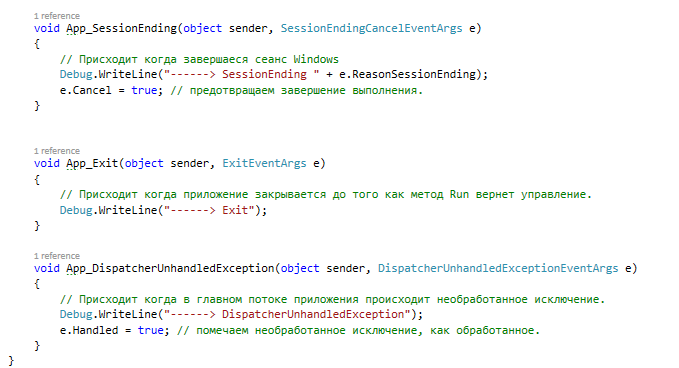 1 reference
void App_SessionEnding(object sender, SessionEndingCancelEventArgs e)
{
// Присходит когда завершаеся сеанс Windows
Debug.WriteLine("------> SessionEnding " + e.ReasonSessionEnding);
e.Cancel = true; // предотвращаем завершение выполнения.
}
1 reference
void App_Exit(object sender, ExitEventArgs e)
{
// Присходит когда приложение закрывается до того как метод Run вернет управление.
Debug.WriteLine("------> Exit");
}
1 reference
void App_DispatcherUnhandledException(object sender, DispatcherUnhandledExceptionEventArgs e)
{
// Присходит когда в главном потоке приложения происходит необработанное исключение.
Debug.WriteLine("------> DispatcherUnhandledException");
e.Handled = true; // помечаем необработанное исключение, как обработанное.
}
}